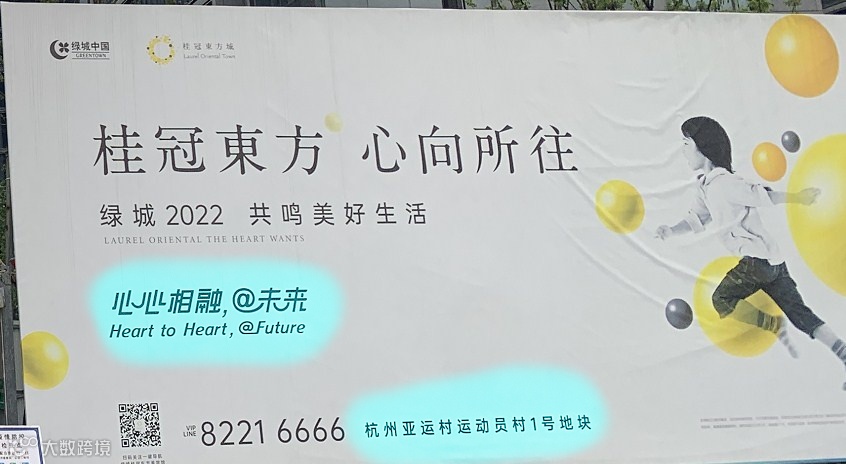 绿城中国
GREENTOWN
桂冠東方城
Laurel Oriental Town
桂冠東方 心向所往
绿城2022 共鸣美好生活
LAUREL ORIENTAL THE HEART WANTS
心心相融,@未来
Heart to Heart, @Future
VIP
LINE
8221 6666
杭州亚运村运动员村1号地块
大数跨境